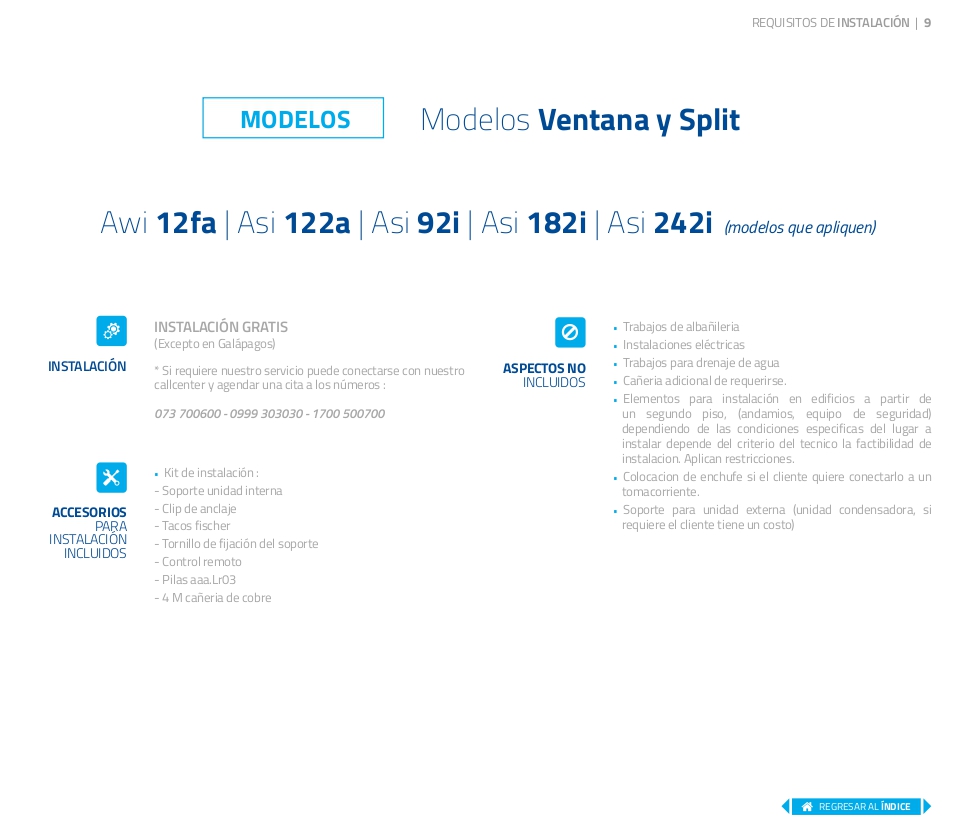 REQUISITOS DE INSTALACIÓN | 9
MODELOS
Modelos Ventana y Split
Awi 12fa | Asi 122a | Asi 92i | Asi 182i | Asi 242i (modelos que apliquen)
INSTALACIÓN
INSTALACIÓN GRATIS
(Excepto en Galápagos)
* Si requiere nuestro servicio puede conectarse con nuestro
callcenter y agendar una cita a los números :
073 700600 - 0999 303030 - 1700 500700
ACCESORIOS
PARA
INSTALACIÓN
INCLUIDOS
• Kit de instalación :
- Soporte unidad interna
- Clip de anclaje
- Tacos fischer
- Tornillo de fijación del soporte
- Control remoto
- Pilas aaa.Lr03
- 4 M cañeria de cobre
ASPECTOS NO
INCLUIDOS
• Trabajos de albañileria
• Instalaciones eléctricas
• Trabajos para drenaje de agua
• Cañeria adicional de requerirse.
• Elementos para instalación en edificios a partir de
un segundo piso, (andamios, equipo de seguridad)
dependiendo de las condiciones especificas del lugar a
instalar depende del criterio del tecnico la factibilidad de
instalacion. Aplican restricciones.
• Colocacion de enchufe si el cliente quiere conectarlo a un
tomacorriente.
• Soporte para unidad externa (unidad condensadora, si
requiere el cliente tiene un costo)
REGRESAR AL ÍNDICE